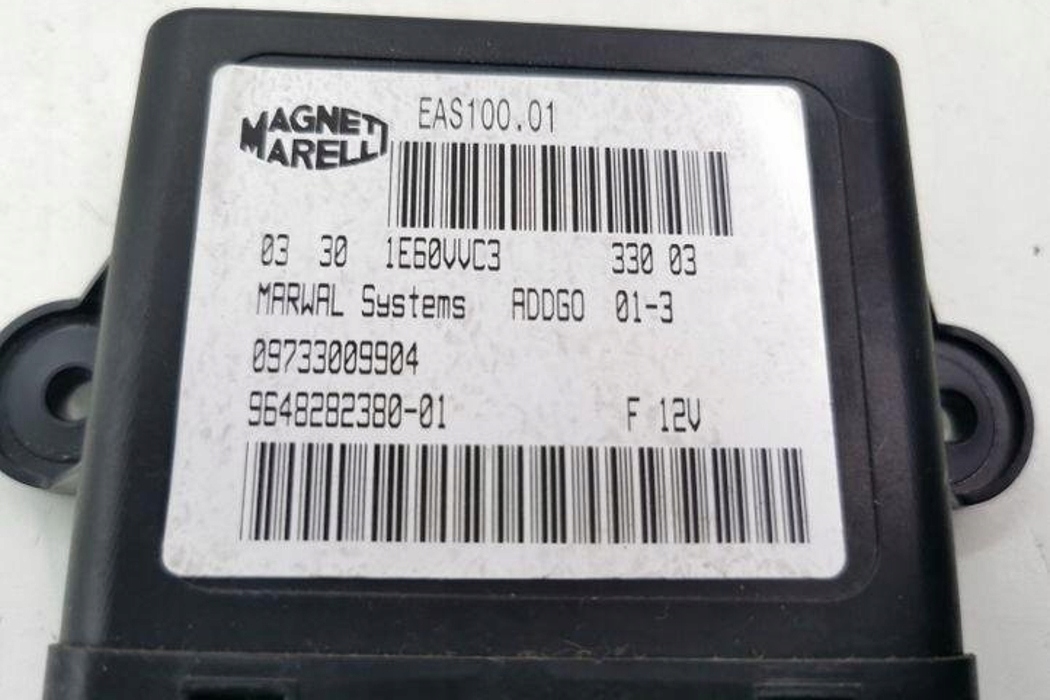 MAGNETI MARELLI EAS100.01
03 30 1E60VVC3 330 03
MARWAL Systems ADDGO 01-3
09733009904
9648282380-01 F 12V